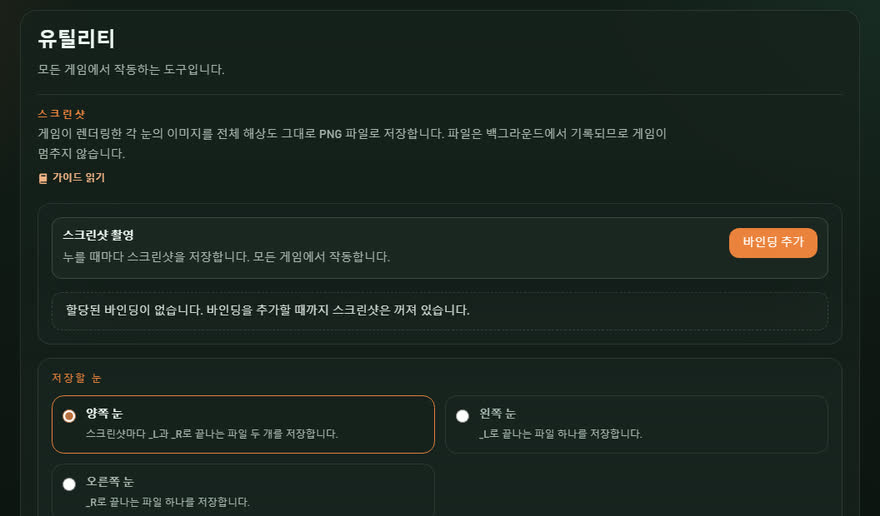 유틸리티
모든 게임에서 작동하는 도구입니다.
스크린샷
게임이 렌더링한 각 눈의 이미지를 전체 해상도 그대로 PNG 파일로 저장합니다. 파일은 백그라운드에서 기록되므로 게임이
멈추지 않습니다.
가이드 읽기
스크린샷 촬영
누를 때마다 스크린샷을 저장합니다. 모든 게임에서 작동합니다.
바인딩 추가
할당된 바인딩이 없습니다. 바인딩을 추가할 때까지 스크린샷은 꺼져 있습니다.
저장할 눈
양쪽 눈
스크린샷마다 _L과 _R로 끝나는 파일 두 개를 저장합니다.
왼쪽 눈
_L로 끝나는 파일 하나를 저장합니다.
오른쪽 눈
_R로 끝나는 파일 하나를 저장합니다.